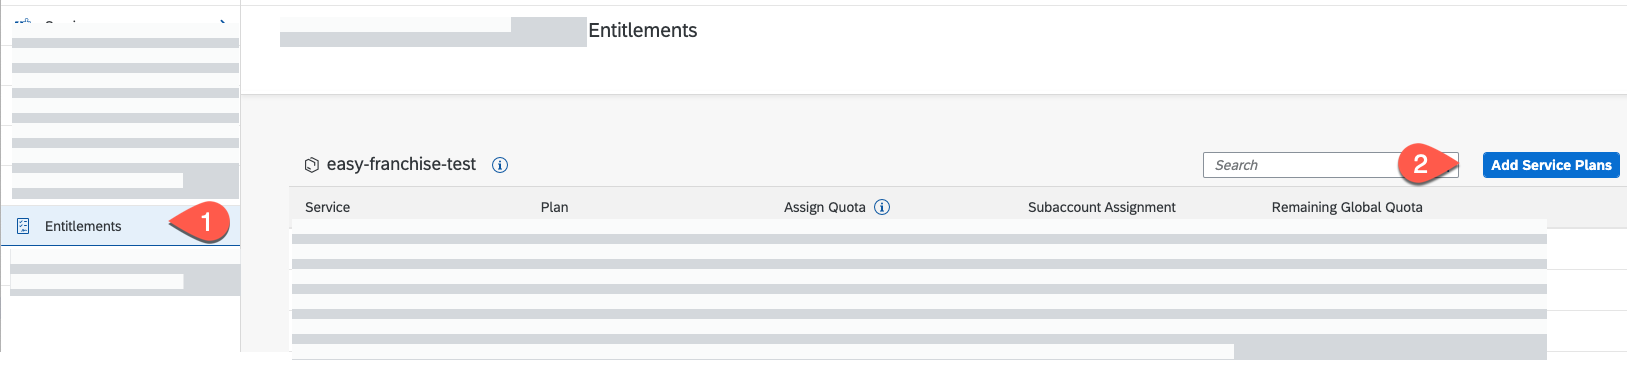 Entitlements
easy-franchise-test
Search
2
Add Service Plans
Service Plan Assign Quota Subaccount Assignment Remaining Global Quota
Entitlements
1